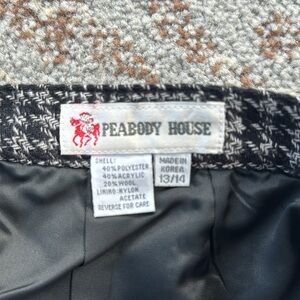 PEABODY HOUSE
SHELL:
40% POLYESTER
40% ACRYLIC
20% WOOL
LINING: NYLON
ACETATE
REVERSE FOR CARE
MADE IN
KOREA
13/14